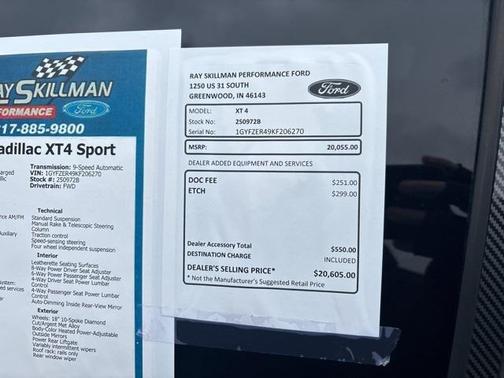 RAY SKILLMAN PERFORMANCE FORD
1250 US 31 SOUTH
GREENWOOD, IN 46143
Ford
MODEL: XT 4
Stock No: 250972B
Serial No: 1GYFZER49KF206270
MSRP: 20,055.00
DEALER ADDED EQUIPMENT AND SERVICES
DOC FEE $251.00
ETCH $299.00
Dealer Accessory Total $550.00
DESTINATION CHARGE INCLUDED
DEALER'S SELLING PRICE* $20,605.00
* Not the Manufacturer's Suggested Retail Price
AY SKILLMAN
RFORMANCE Ford
17-885-9800
adillac XT4 Sport
Transmission: 9-Speed Automatic
VIN: 1GYFZER49KF206270
Stock #: 250972B
Drivetrain: FWD
Technical
Standard Suspension
Manual Rake & Telescopic Steering
Column
Traction control
Speed-sensing steering
Four wheel independent suspension
Interior
Leatherette Seating Surfaces
8-Way Power Driver Seat Adjuster
6-Way Power Passenger Seat Adjuster
4-Way Driver Seat Power Lumbar
Control
4-Way Passenger Seat Power Lumbar
Control
Auto-Dimming Inside Rear-View Mirror
Exterior
Wheels: 18" 10-Spoke Diamond
Cut/Argent Met Alloy
Body-Color Heated Power-Adjustable
Outside Mirrors
Power Rear Liftgate
Variably intermittent wipers
Roof rack: rails only
Rear window wiper